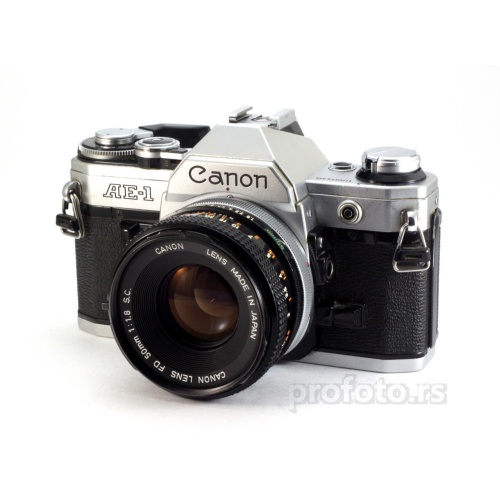 Canon
AE-1
CANON LENS MADE IN JAPAN
CANON LENS FD 50mm 1:1.8 S.C.
profoto.rs